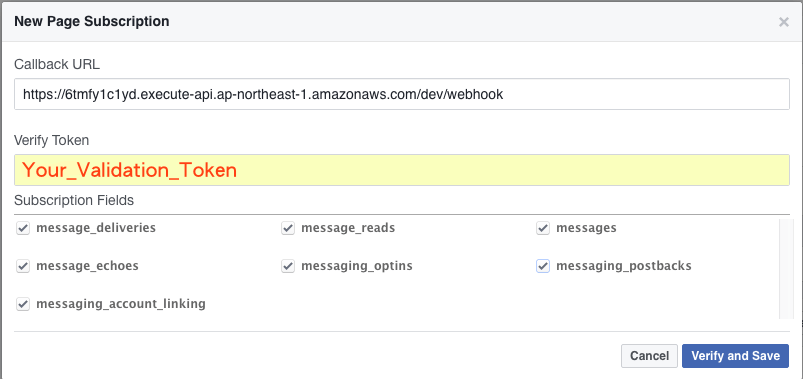 New Page Subscription ×
Callback URL
https://6tmfy1c1yd.execute-api.ap-northeast-1.amazonaws.com/dev/webhook
Verify Token
Your_Validation_Token
Subscription Fields
message_deliveries message_reads messages
message_echoes messaging_optins messaging_postbacks
messaging_account_linking
Cancel Verify and Save